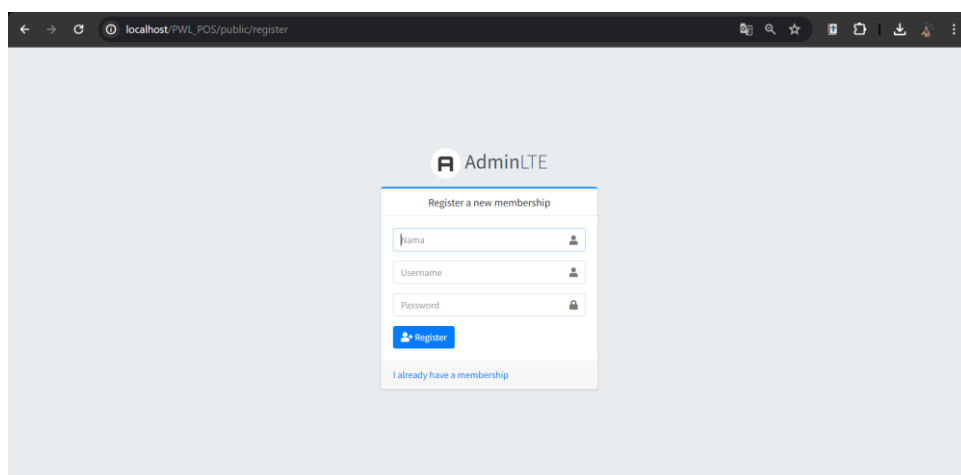 localhost/PWL_POS/public/register
AdminLTE
Register a new membership
Nama
Username
Password
Register
I already have a membership